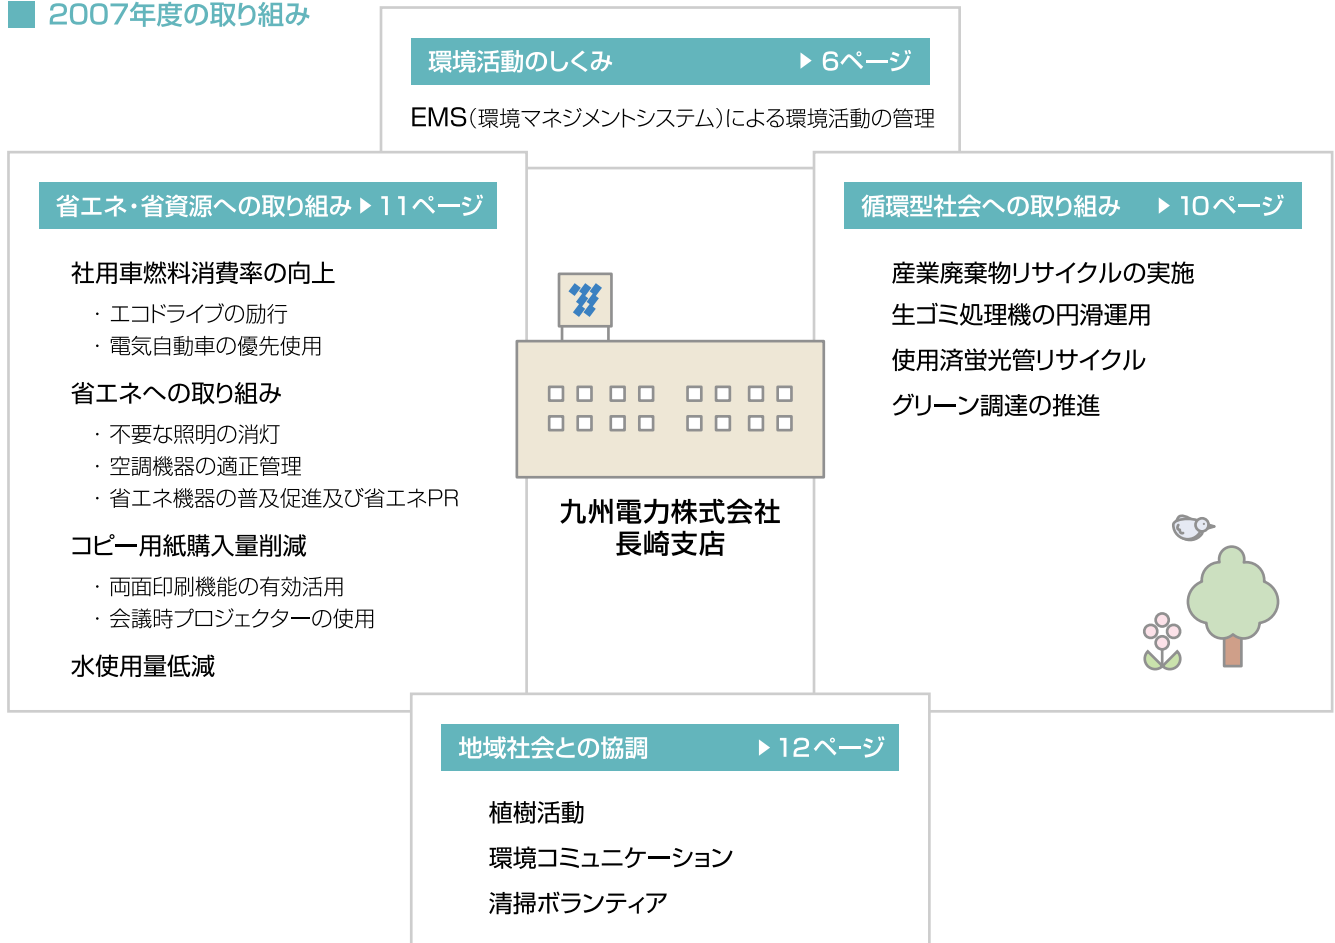 2007年度の取り組み
環境活動のしくみ ▶ 6ページ
EMS(環境マネジメントシステム)による環境活動の管理
省エネ・省資源への取り組み ▶ 11ページ
社用車燃料消費率の向上
・ エコドライブの励行
・ 電気自動車の優先使用
省エネへの取り組み
・ 不要な照明の消灯
・ 空調機器の適正管理
・ 省エネ機器の普及促進及び省エネPR
コピー用紙購入量削減
・ 両面印刷機能の有効活用
・ 会議時プロジェクターの使用
水使用量低減
循環型社会への取り組み ▶ 10ページ
産業廃棄物リサイクルの実施
生ゴミ処理機の円滑運用
使用済蛍光管リサイクル
グリーン調達の推進
九州電力株式会社
長崎支店
地域社会との協調 ▶ 12ページ
植樹活動
環境コミュニケーション
清掃ボランティア